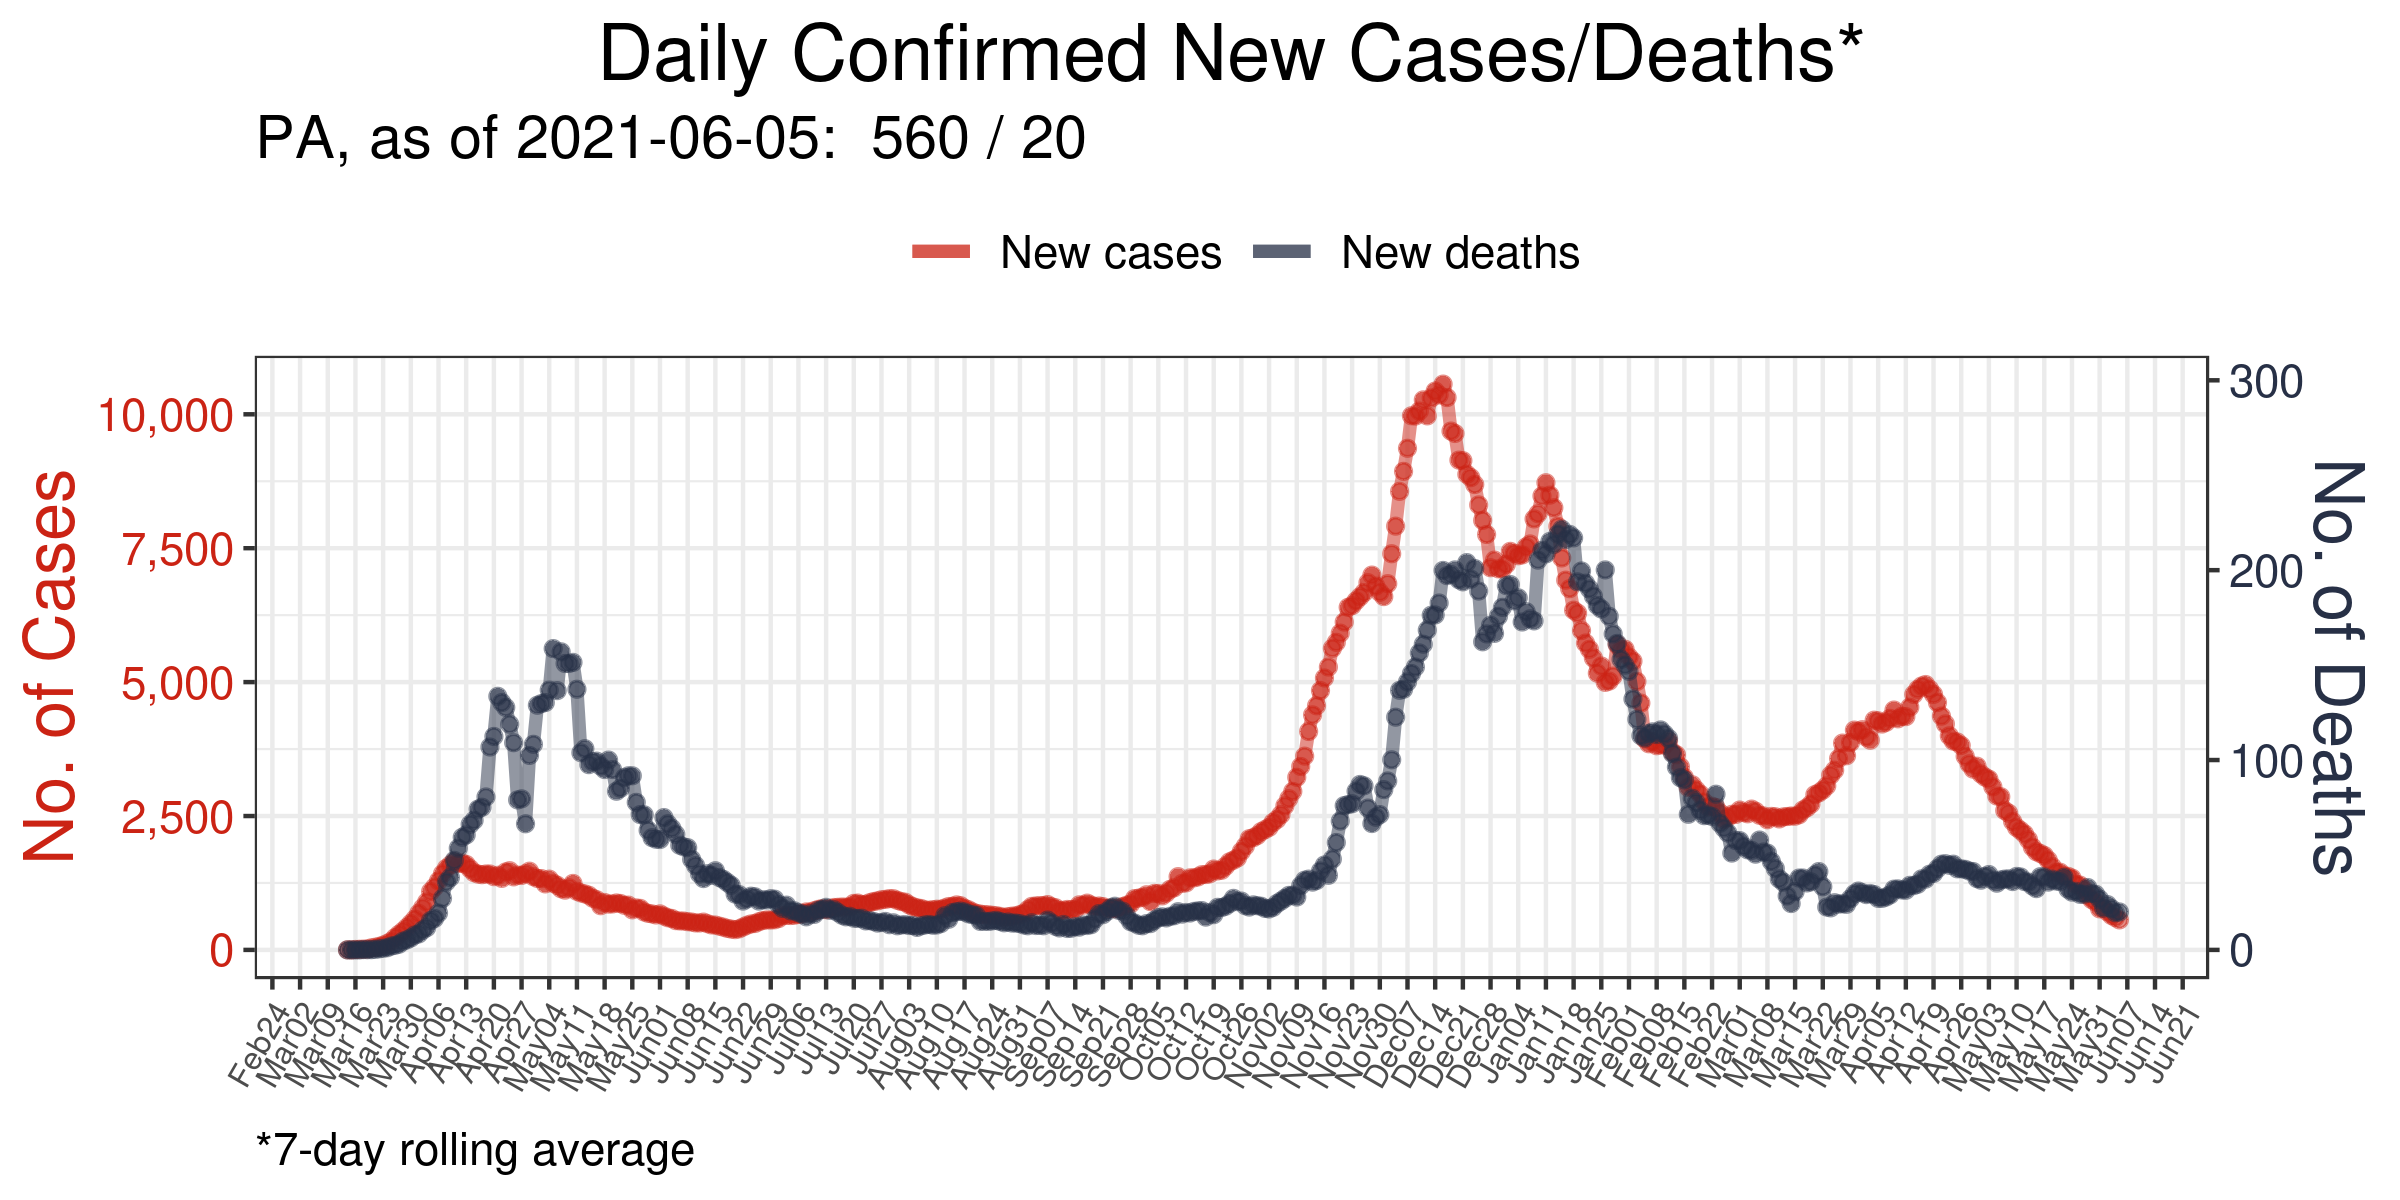 Daily Confirmed New Cases/Deaths*
PA, as of 2021-06-05:  560 / 20
New cases
New deaths
No. of Cases
10,000
7,500
5,000
2,500
0
300
200
100
0
No. of Deaths
Feb24
Mar02
Mar09
Mar16
Mar23
Mar30
Apr06
Apr13
Apr20
Apr27
May04
May11
May18
May25
Jun01
Jun08
Jun15
Jun22
Jun29
Jul06
Jul13
Jul20
Jul27
Aug03
Aug10
Aug17
Aug24
Aug31
Sep07
Sep14
Sep21
Sep28
Oct05
Oct12
Oct19
Oct26
Nov02
Nov09
Nov16
Nov23
Nov30
Dec07
Dec14
Dec21
Dec28
Jan04
Jan11
Jan18
Jan25
Feb01
Feb08
Feb15
Feb22
Mar01
Mar08
Mar15
Mar22
Mar29
Apr05
Apr12
Apr19
Apr26
May03
May10
May17
May24
May31
Jun07
Jun14
Jun21
*7-day rolling average